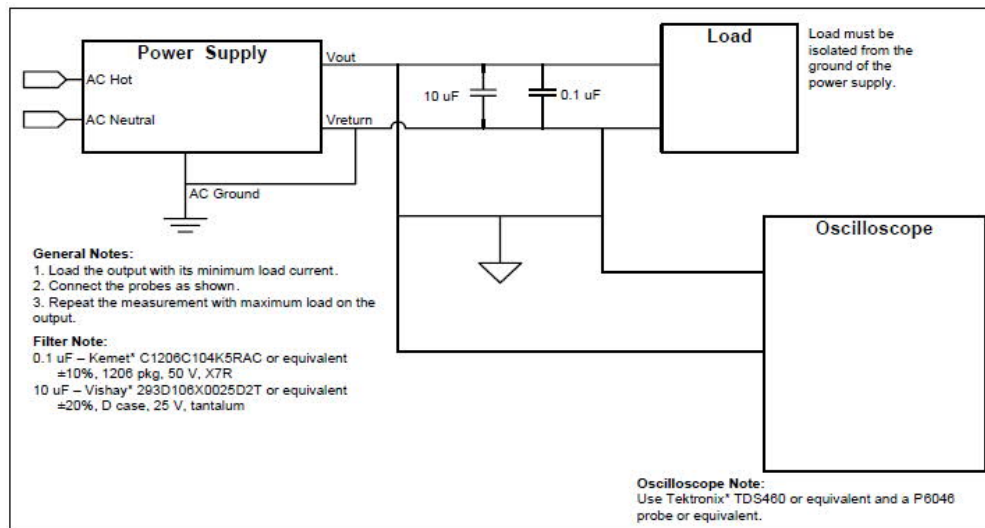 Power Supply
AC Hot
AC Neutral
Vout
Vreturn
AC Ground
10 uF
0.1 uF
Load
Load must be
isolated from the
ground of the
power supply.
Oscilloscope
General Notes:
1. Load the output with its minimum load current.
2. Connect the probes as shown.
3. Repeat the measurement with maximum load on the
output.
Filter Note:
0.1 uF – Kemet* C1206C104K5RAC or equivalent
±10%, 1206 pkg, 50 V, X7R
10 uF – Vishay* 293D106X0025D2T or equivalent
±20%, D case, 25 V, tantalum
Oscilloscope Note:
Use Tektronix* TDS460 or equivalent and a P6046
probe or equivalent.